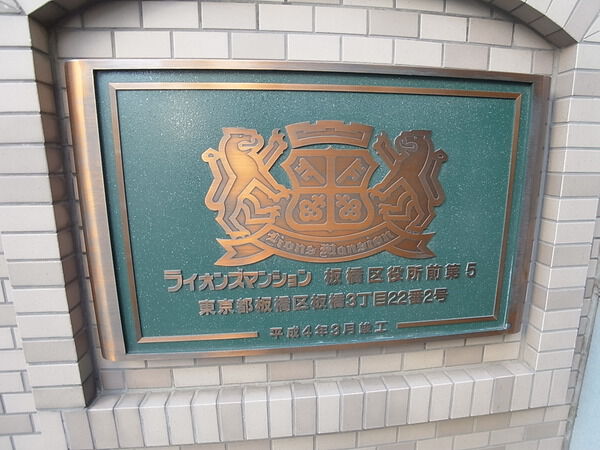 Lions Mansion
ライオンズマンション 板橋区役所前第5
東京都板橋区板橋3丁目22番2号
平成4年3月竣工